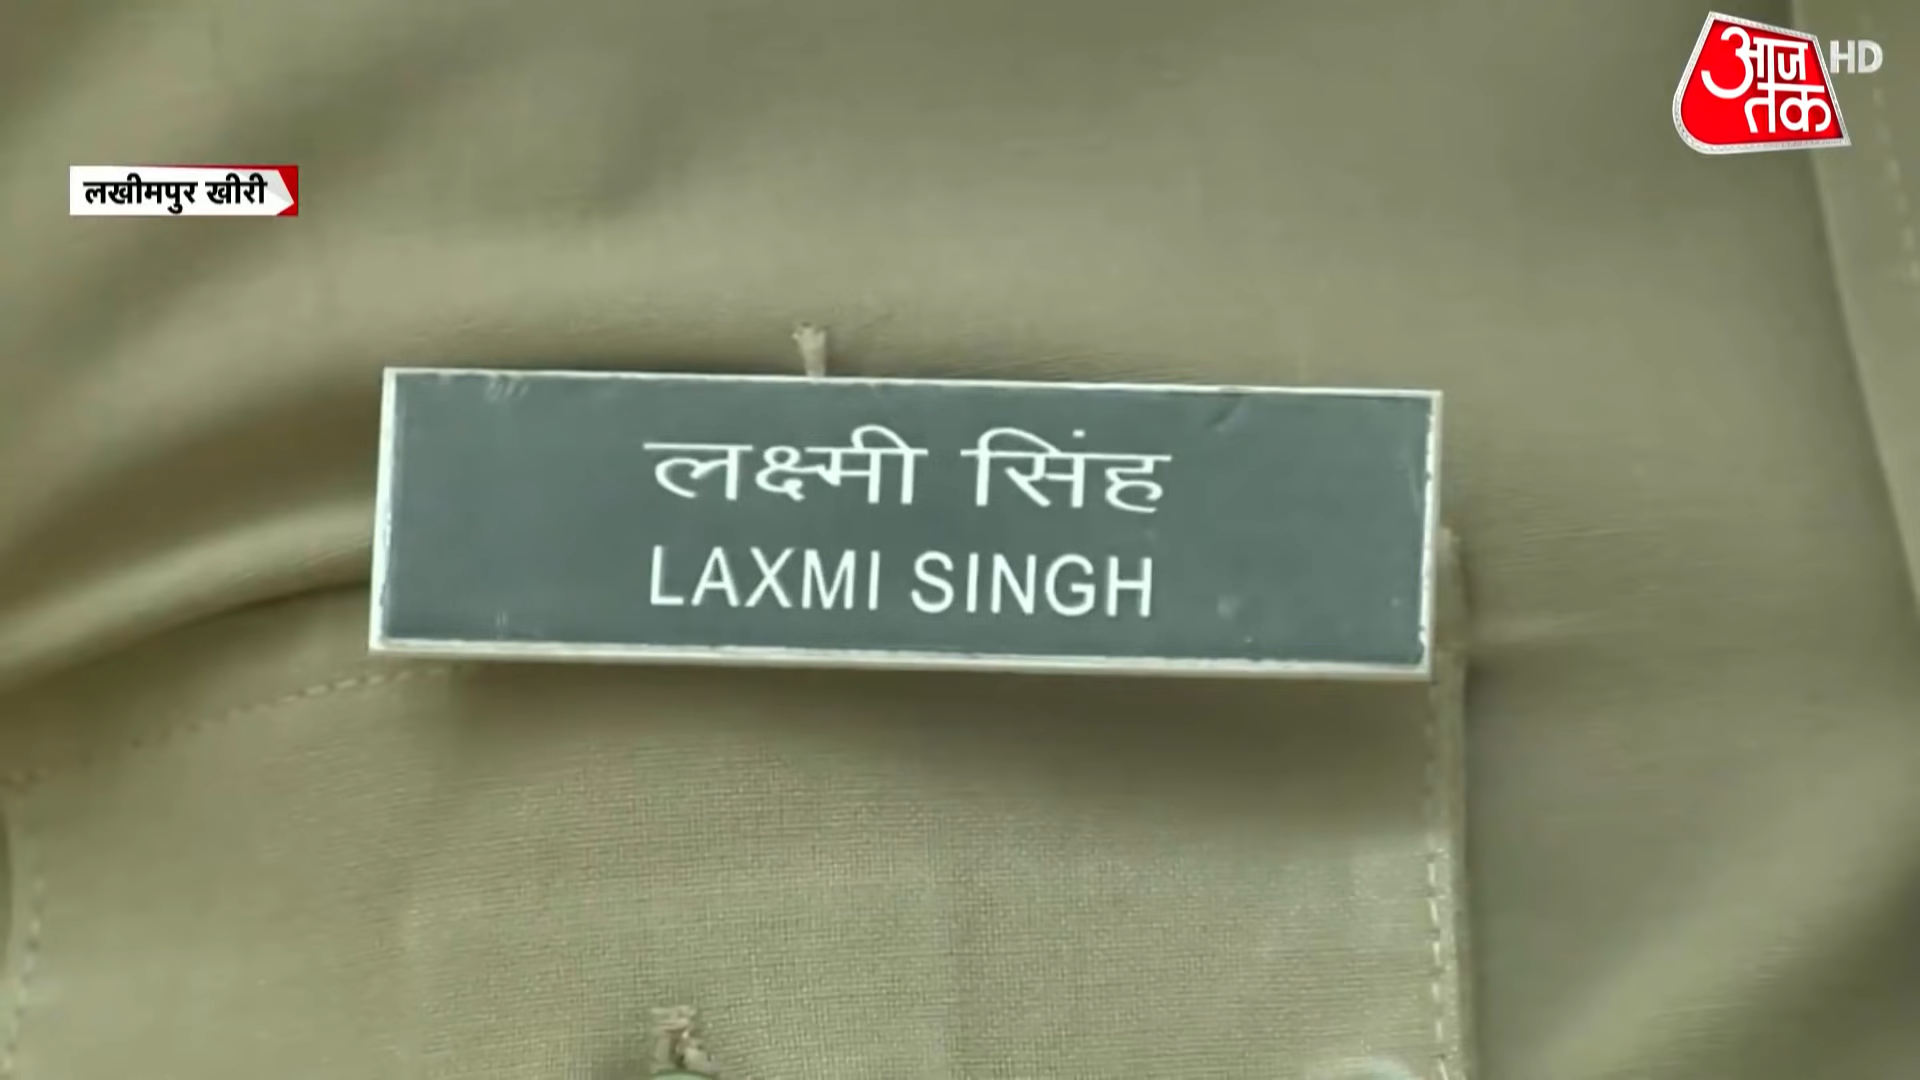 आज
तक
HD
लखीमपुर खीरी
लक्ष्मी सिंह
LAXMI SINGH